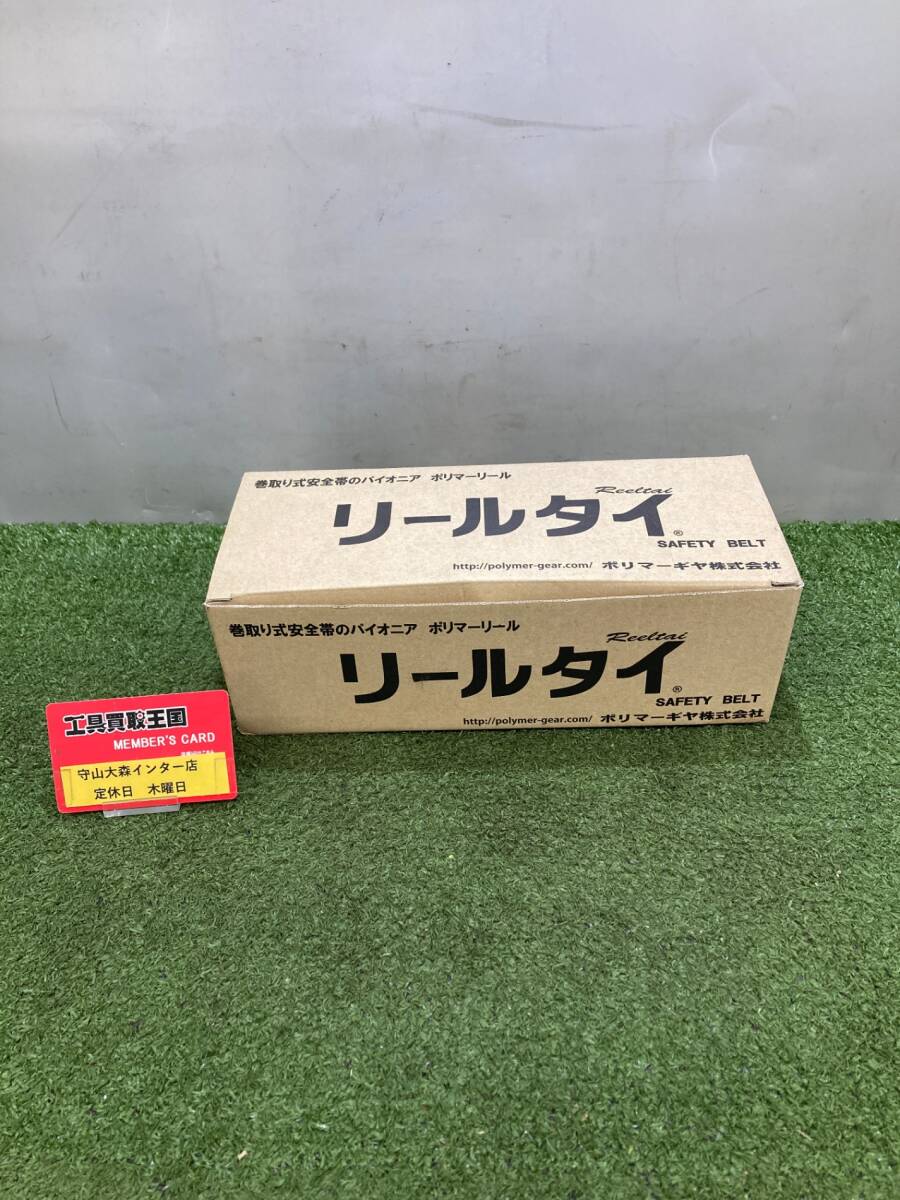 巻取り式安全帯のパイオニア ポリマーリール
Reeltai
リールタイ®
SAFETY BELT
http://polymer-gear.com/ ポリマーギヤ株式会社
巻取り式安全帯のパイオニア ポリマーリール
Reeltai
リールタイ®
SAFETY BELT
http://polymer-gear.com/ ポリマーギヤ株式会社
工具買取王国
MEMBER'S CARD
守山大森インター店
定休日 木曜日